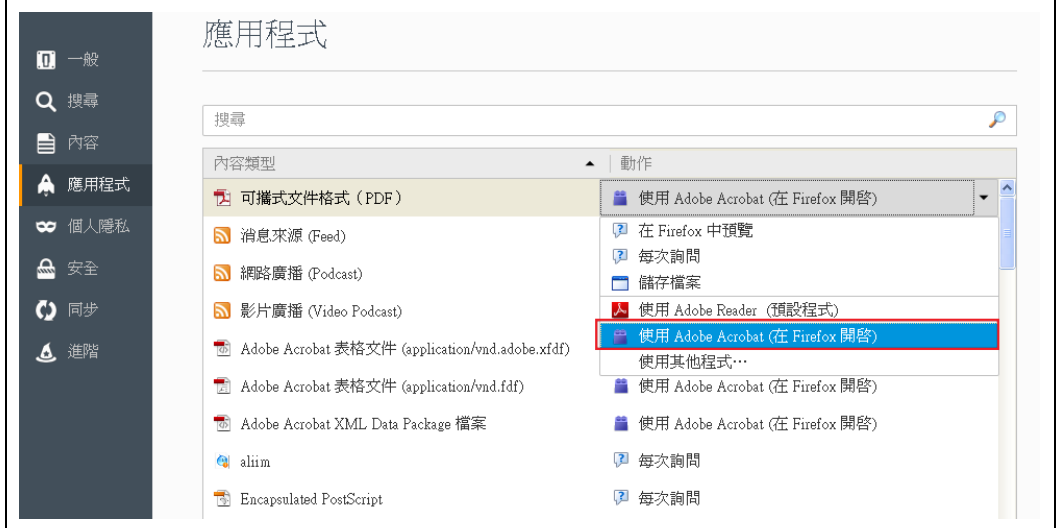 應用程式
一般
搜尋
內容
應用程式
個人隱私
安全
同步
進階
搜尋
內容類型 動作
可攜式文件格式（PDF） 使用 Adobe Acrobat (在 Firefox 開啟)
在 Firefox 中預覽
每次詢問
儲存檔案
使用 Adobe Reader (預設程式)
使用 Adobe Acrobat (在 Firefox 開啟)
使用其他程式…
消息來源 (Feed)
網路廣播 (Podcast)
影片廣播 (Video Podcast)
Adobe Acrobat 表格文件 (application/vnd.adobe.xfdf)
Adobe Acrobat 表格文件 (application/vnd.fdf) 使用 Adobe Acrobat (在 Firefox 開啟)
Adobe Acrobat XML Data Package 檔案 使用 Adobe Acrobat (在 Firefox 開啟)
aliim 每次詢問
Encapsulated PostScript 每次詢問